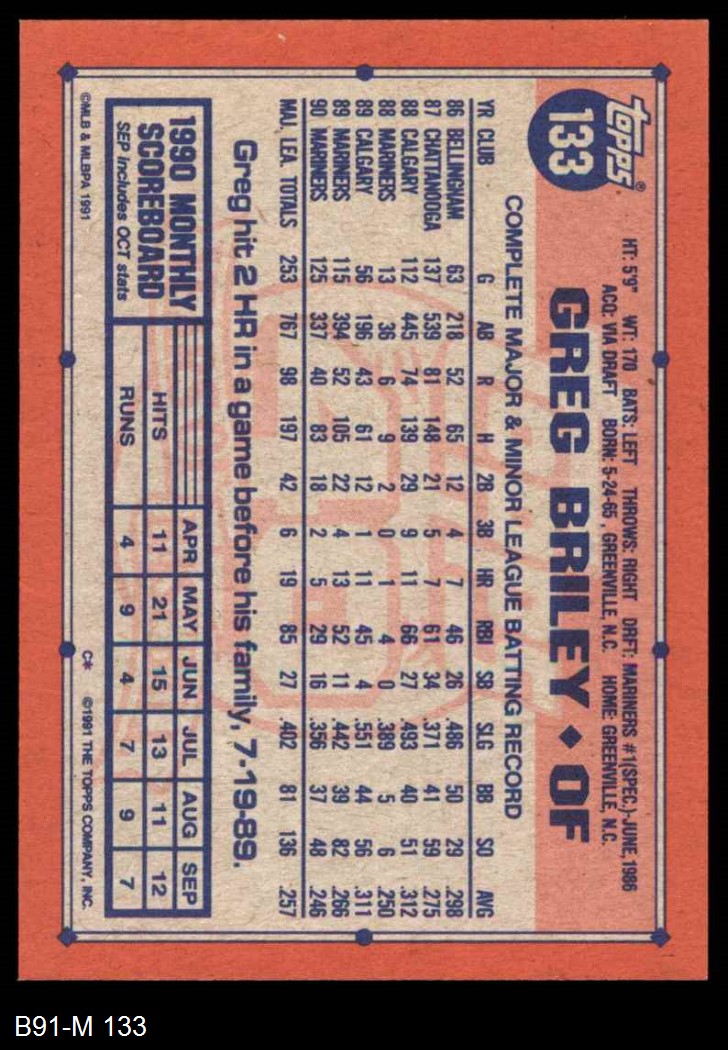 topps®
133
HT: 5'9" WT: 170 BATS: LEFT THROWS: RIGHT DRFT: MARINERS #1(SPEC.)-JUNE, 1986
ACQ: VIA DRAFT BORN: 5-24-65, GREENVILLE, N.C. HOME: GREENVILLE, N.C.
GREG BRILEY ♦ OF
COMPLETE MAJOR & MINOR LEAGUE BATTING RECORD
YR CLUB G AB R H 2B 3B HR RBI SB SLG BB SO AVG
86 BELLINGHAM 63 218 52 65 12 4 7 46 26 .486 50 29 .298
87 CHATTANOOGA 137 539 81 148 21 5 7 61 34 .371 41 59 .275
88 CALGARY 112 445 74 139 29 9 11 66 27 .493 40 51 .312
88 MARINERS 13 36 6 9 2 0 1 4 0 .389 5 6 .250
89 CALGARY 56 196 43 61 12 1 11 45 4 .551 44 56 .311
89 MARINERS 115 394 52 105 22 4 13 52 11 .442 39 82 .266
90 MARINERS 125 337 40 83 18 2 5 29 16 .356 37 48 .246
MAJ. LEA. TOTALS 253 767 98 197 42 6 19 85 27 .402 81 136 .257
Greg hit 2 HR in a game before his family, 7-19-89.
1990 MONTHLY
SCOREBOARD
SEP includes OCT stats
APR MAY JUN JUL AUG SEP
HITS 11 21 15 13 11 12
RUNS 4 9 4 7 9 7
©MLB & MLBPA 1991
C* ©1991 THE TOPPS COMPANY, INC.
B91-M 133